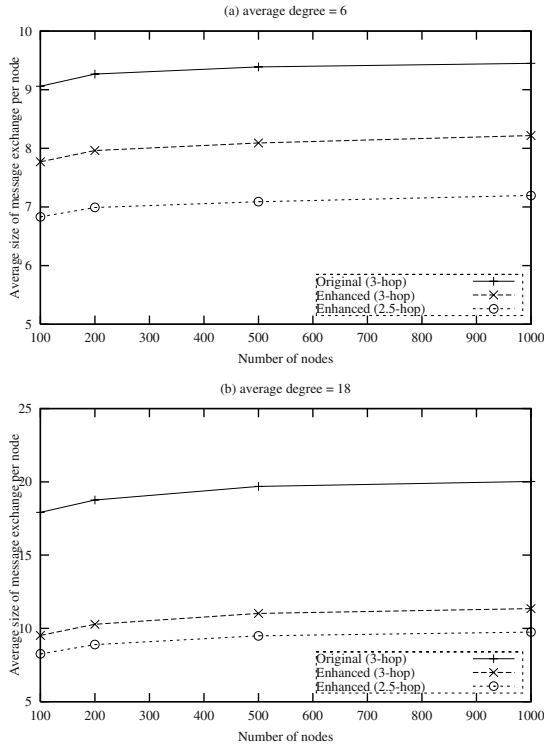 (a) average degree = 6
Average size of message exchange per node
10
9
8
7
6
5
Original (3-hop)
Enhanced (3-hop)
Enhanced (2.5-hop)
100 200 300 400 500 600 700 800 900 1000
Number of nodes
(b) average degree = 18
Average size of message exchange per node
25
20
15
10
5
Original (3-hop)
Enhanced (3-hop)
Enhanced (2.5-hop)
100 200 300 400 500 600 700 800 900 1000
Number of nodes